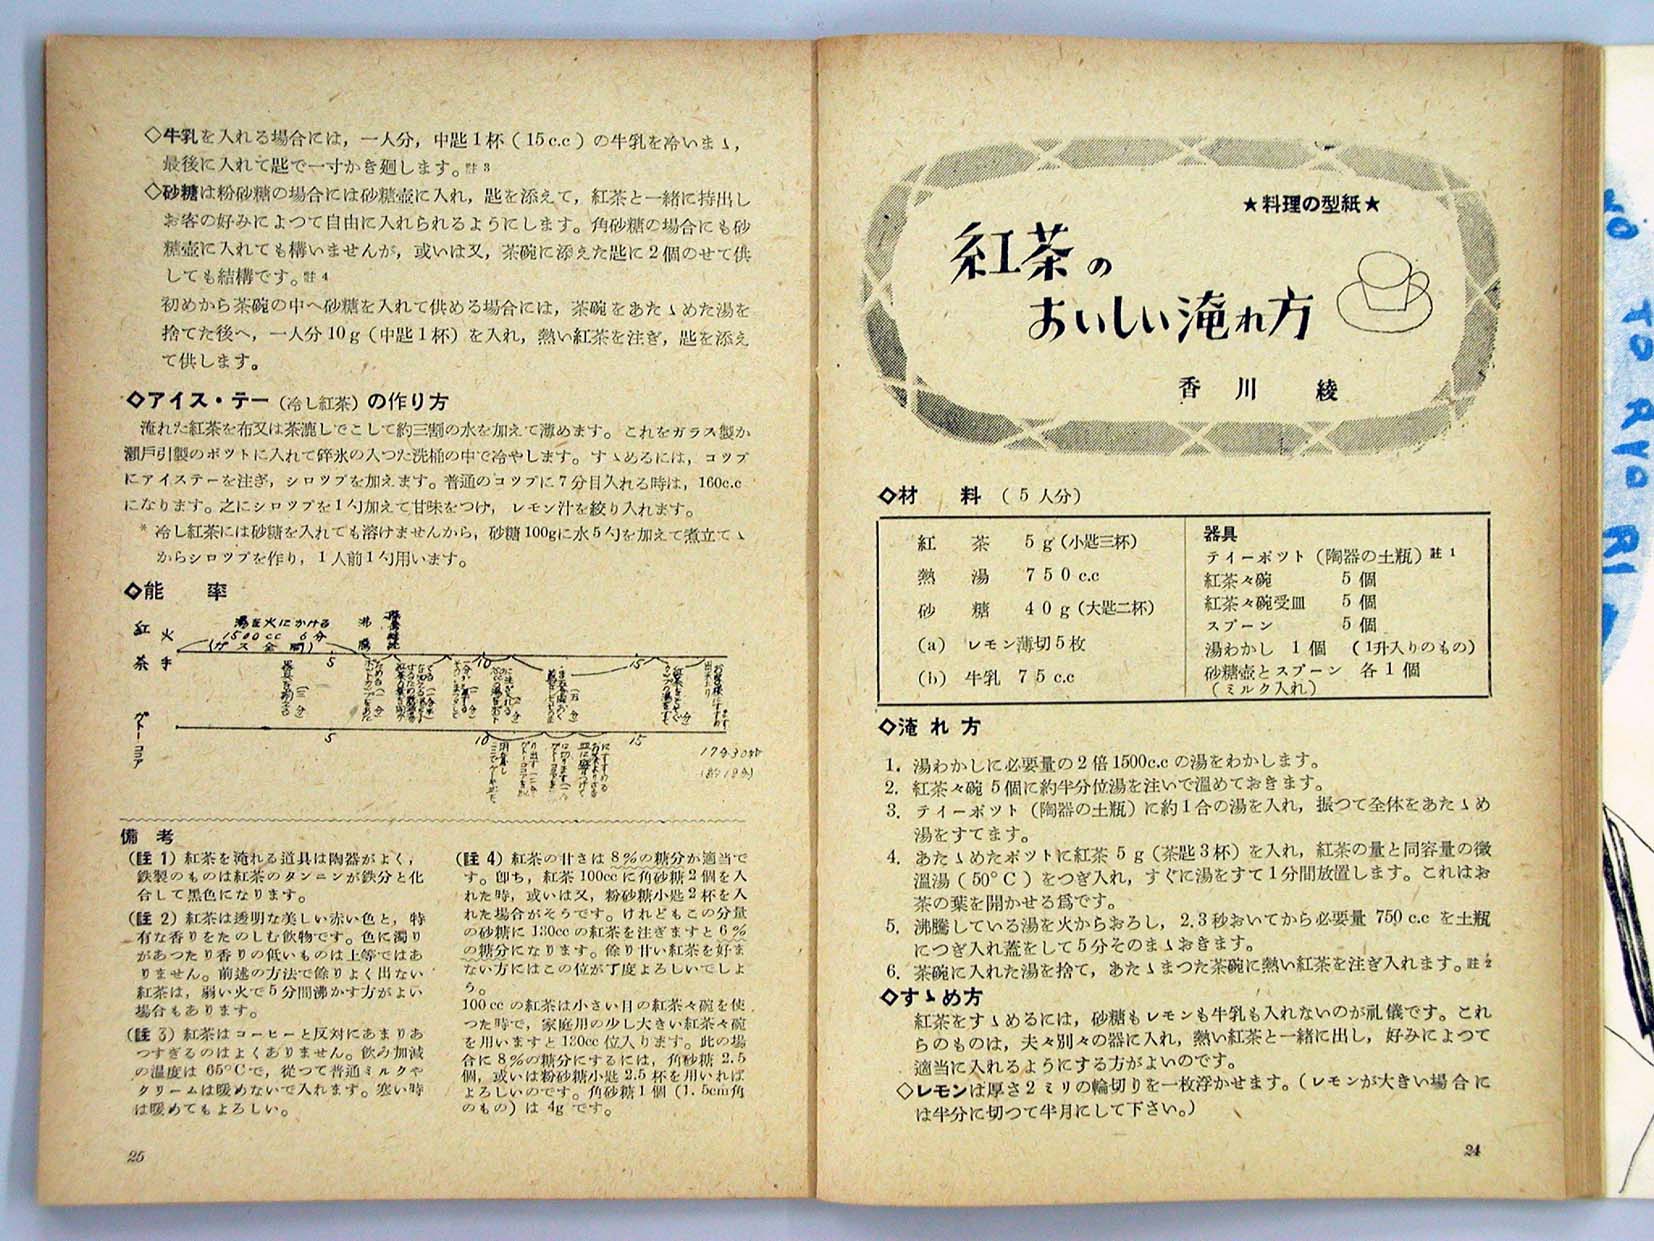 ★料理の型紙★
紅茶の
おいしい淹れ方
香川 綾
◇材 料 (5人分)
紅 茶 5g(小匙三杯)
熱 湯 750c.c
砂 糖 40g(大匙二杯)
(a) レモン薄切5枚
(b) 牛乳 75c.c
器具
テイーポツト(陶器の土瓶)註1
紅茶々碗 5個
紅茶々碗受皿 5個
スプーン 5個
湯わかし 1個 (1升入りのもの)
砂糖壺とスプーン 各1個
(ミルク入れ)
◇淹れ方
1. 湯わかしに必要量の2倍1500c.cの湯をわかします。
2. 紅茶々碗5個に約半分位湯を注いで溫めておきます。
3. テイーポツト(陶器の土瓶)に約1合の湯を入れ,振つて全体をあたゝめ
湯をすてます。
4. あたゝめたポツトに紅茶5g(茶匙3杯)を入れ,紅茶の量と同容量の微
溫湯(50°C)をつぎ入れ,すぐに湯をすて1分間放置します。これはお
茶の葉を開かせる爲です。
5. 沸騰している湯を火からおろし,2,3秒おいてから必要量750c.cを土瓶
につぎ入れ蓋をして5分そのまゝおきます。
6. 茶碗に入れた湯を捨て,あたゝまつた茶碗に熱い紅茶を注ぎ入れます。註2
◇すゝめ方
紅茶をすゝめるには,砂糖もレモンも牛乳も入れないのが礼儀です。これ
らのものは,夫々別々の器に入れ,熱い紅茶と一緒に出し,好みによつて
適当に入れるようにする方がよいのです。
◇レモンは厚さ2ミリの輪切りを一枚浮かせます。(レモンが大きい場合に
は半分に切つて半月にして下さい。)
24
◇牛乳を入れる場合には,一人分,中匙1杯(15c.c)の牛乳を冷いまゝ,
最後に入れて匙で一寸かき廻します。註3
◇砂糖は粉砂糖の場合には砂糖壺に入れ,匙を添えて,紅茶と一緒に持出し
お客の好みによつて自由に入れられるようにします。角砂糖の場合にも砂
糖壺に入れても構いませんが,或いは又,茶碗に添えた匙に2個のせて供
しても結構です。註4
初めから茶碗の中へ砂糖を入れて供める場合には,茶碗をあたゝめた湯を
捨てた後へ,一人分10g(中匙1杯)を入れ,熱い紅茶を注ぎ,匙を添え
て供します。
◇アイス・テー(冷し紅茶)の作り方
淹れた紅茶を布又は茶漉しでこして約三割の水を加えて薄めます。これをガラス製か
瀬戸引製のポツトに入れて砕氷の入つた洗桶の中で冷やします。すゝめるには,コツプ
にアイステーを注ぎ,シロツプを加えます。普通のコツプに7分目入れる時は,160c.c
になります。之にシロツプを1勺加えて甘味をつけ,レモン汁を絞り入れます。
* 冷し紅茶には砂糖を入れても溶けませんから,砂糖100gに水5勺を加えて煮立てゝ
からシロツプを作り,1人前1勺用います。
◇能 率
紅茶
火
手
湯を火にかける
1500cc 6分
(ガス全開)
沸騰
5
10
15
5
10
15
17分30秒
(約18分)
備考
(註1) 紅茶を淹れる道具は陶器がよく,
鉄製のものは紅茶のタンニンが鉄分と化
合して黒色になります。
(註2) 紅茶は透明な美しい赤い色と,特
有な香りをたのしむ飲物です。色に濁り
があつたり香りの低いものは上等ではあ
りません。前述の方法で餘りよく出ない
紅茶は,弱い火で5分間沸かす方がよい
場合もあります。
(註3) 紅茶はコーヒーと反対にあまりあ
つすぎるのはよくありません。飲み加減
の温度は65°Cで,從つて普通ミルクや
クリームは暖めないで入れます。寒い時
は暖めてもよろしい。
(註4) 紅茶の甘さは8%の糖分が適当で
す。卽ち,紅茶100ccに角砂糖2個を入
れた時,或いは又,粉砂糖小匙2杯を入
れた場合がそうです。けれどもこの分量
の砂糖に130ccの紅茶を注ぎますと6%
の糖分になります。餘り甘い紅茶を好ま
ない方にはこの位が丁度よろしいでしょ
う。
100ccの紅茶は小さい目の紅茶々碗を使
つた時で,家庭用の少し大きい紅茶々碗
を用いますと130cc位入ります。此の場
合に8%の糖分にするには,角砂糖2.5
個,或いは粉砂糖小匙2.5杯を用いれば
よろしいのです。角砂糖1個(1.5cm角
のもの)は4gです。
25